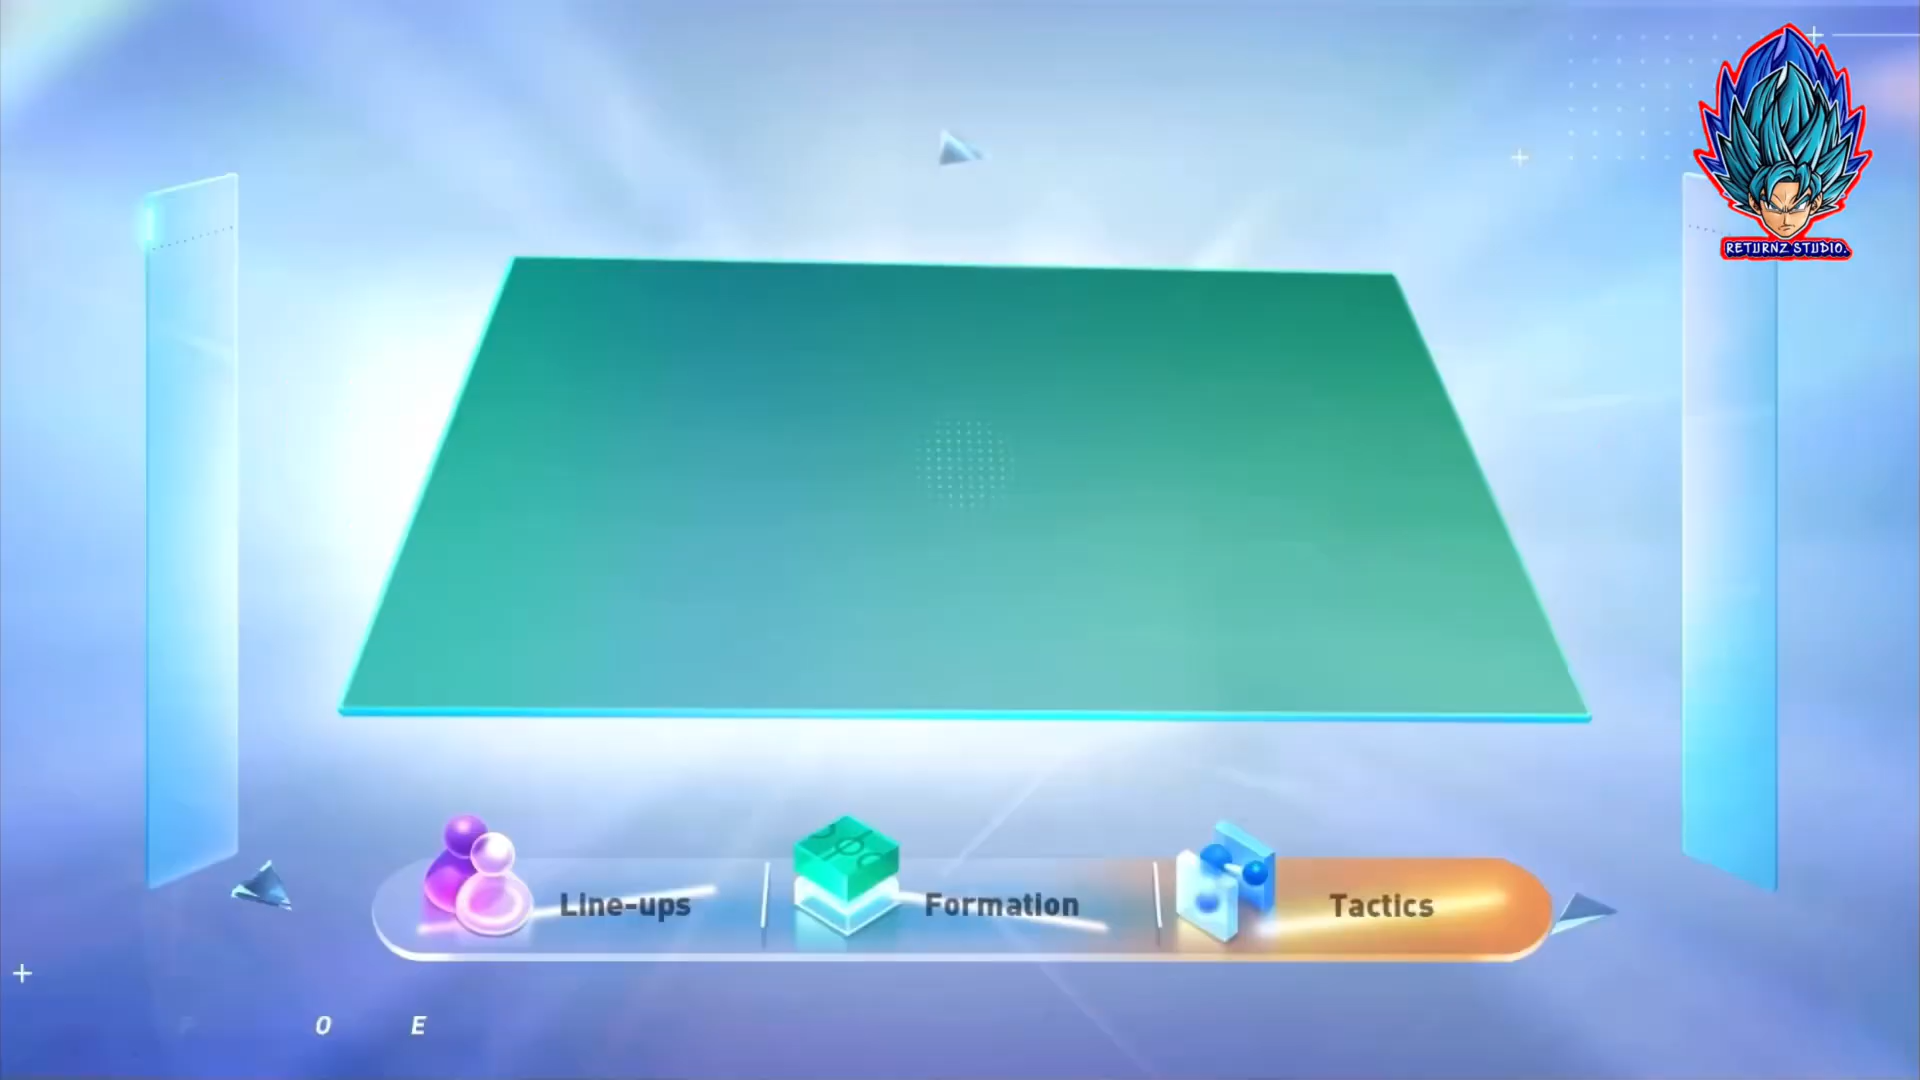 RETURNZ STUDIO.
Line-ups
Formation
Tactics
O E